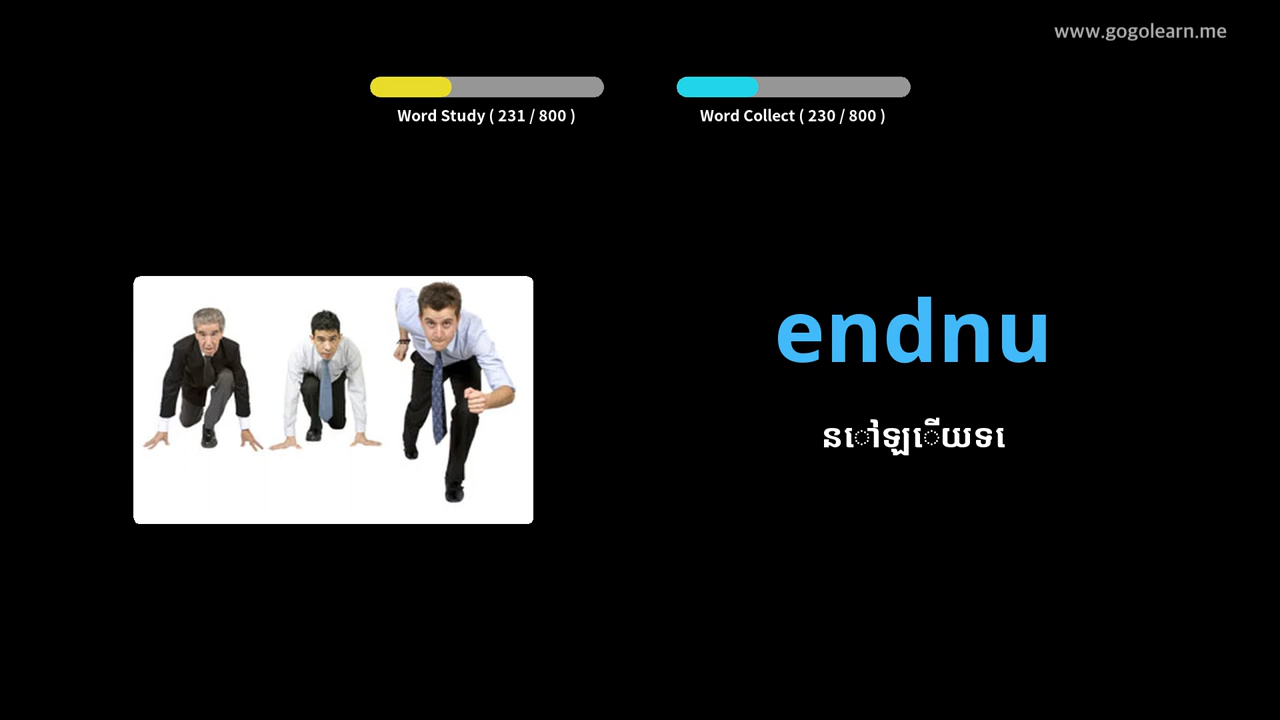 www.gogolearn.me
Word Study ( 231 / 800 )
Word Collect ( 230 / 800 )
endnu
នៅឡើយទេ